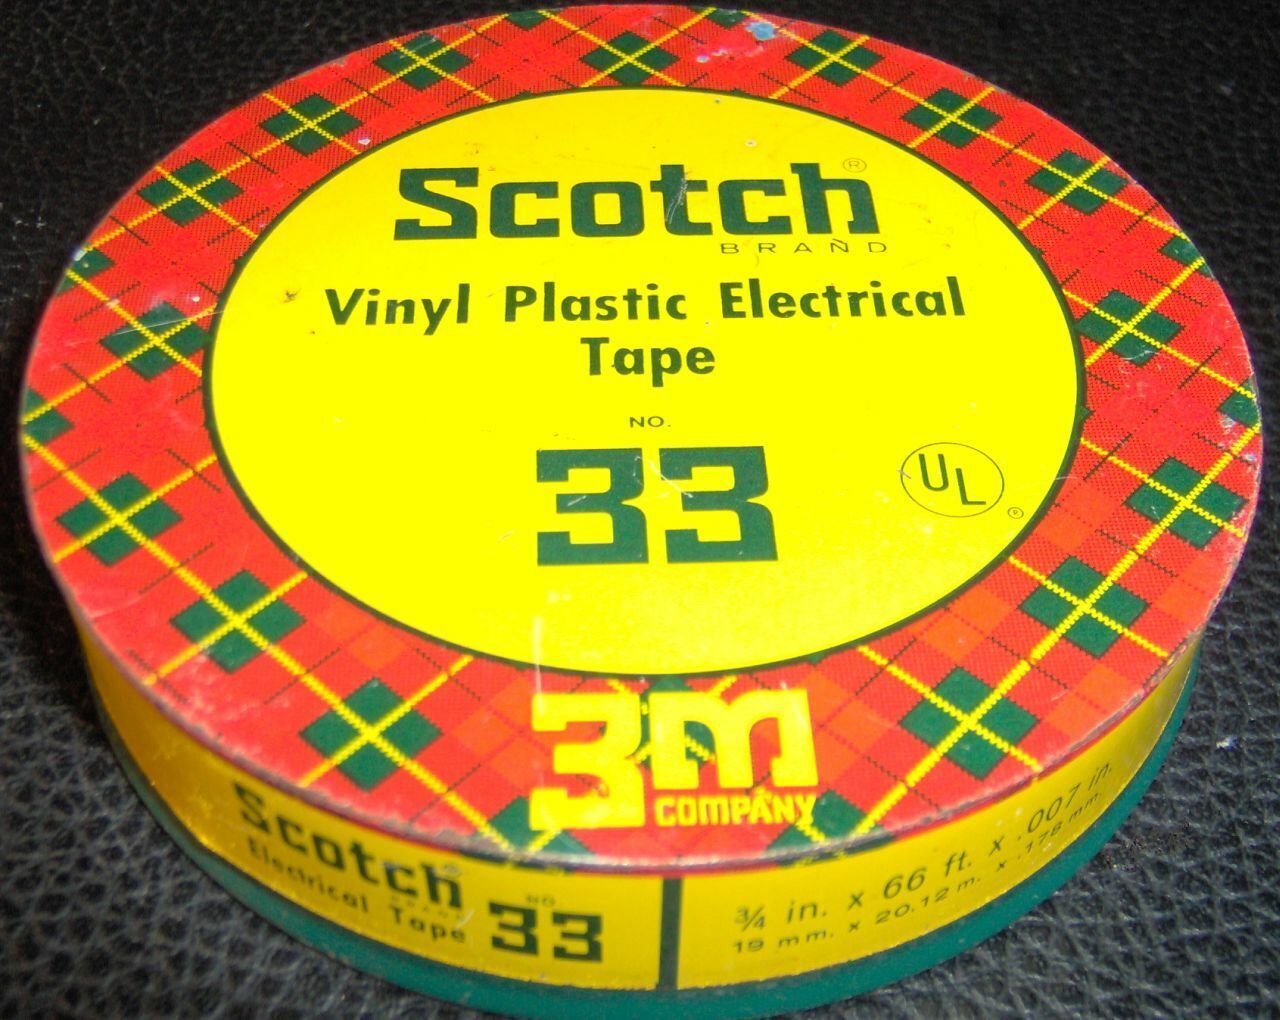 Scotch®
BRAND
Vinyl Plastic Electrical
Tape
NO.
33
UL®
3M
COMPANY
Scotch®
BRAND
Electrical Tape
NO.
33
¾ in. x 66 ft. x .007 in.
19 mm. x 20.12 m. x .178 mm.